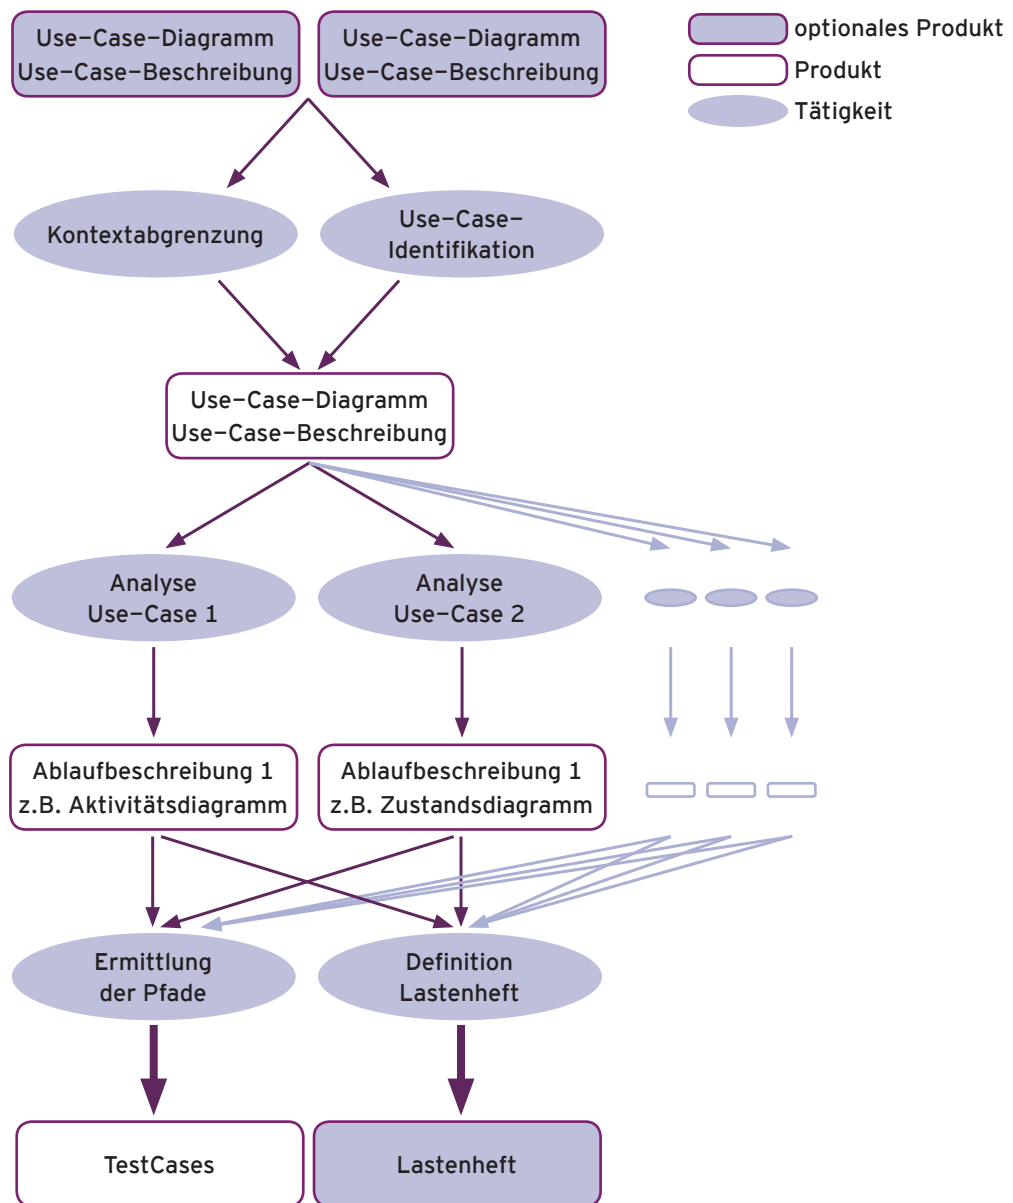 Use–Case–Diagramm
Use–Case–Beschreibung
Use–Case–Diagramm
Use–Case–Beschreibung
optionales Produkt
Produkt
Tätigkeit
Kontextabgrenzung
Use–Case–
Identifikation
Use–Case–Diagramm
Use–Case–Beschreibung
Analyse
Use–Case 1
Analyse
Use–Case 2
Ablaufbeschreibung 1
z.B. Aktivitätsdiagramm
Ablaufbeschreibung 1
z.B. Zustandsdiagramm
Ermittlung
der Pfade
Definition
Lastenheft
TestCases
Lastenheft